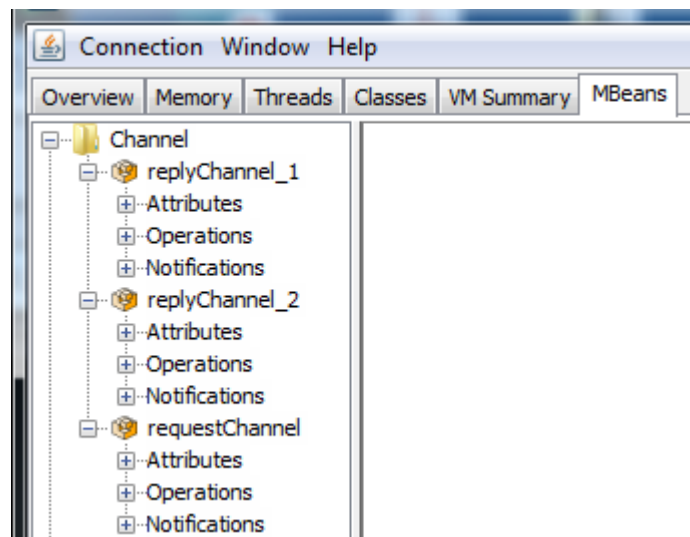 Connection Window Help
Overview Memory Threads Classes VM Summary MBeans
Channel
replyChannel_1
Attributes
Operations
Notifications
replyChannel_2
Attributes
Operations
Notifications
requestChannel
Attributes
Operations
Notifications